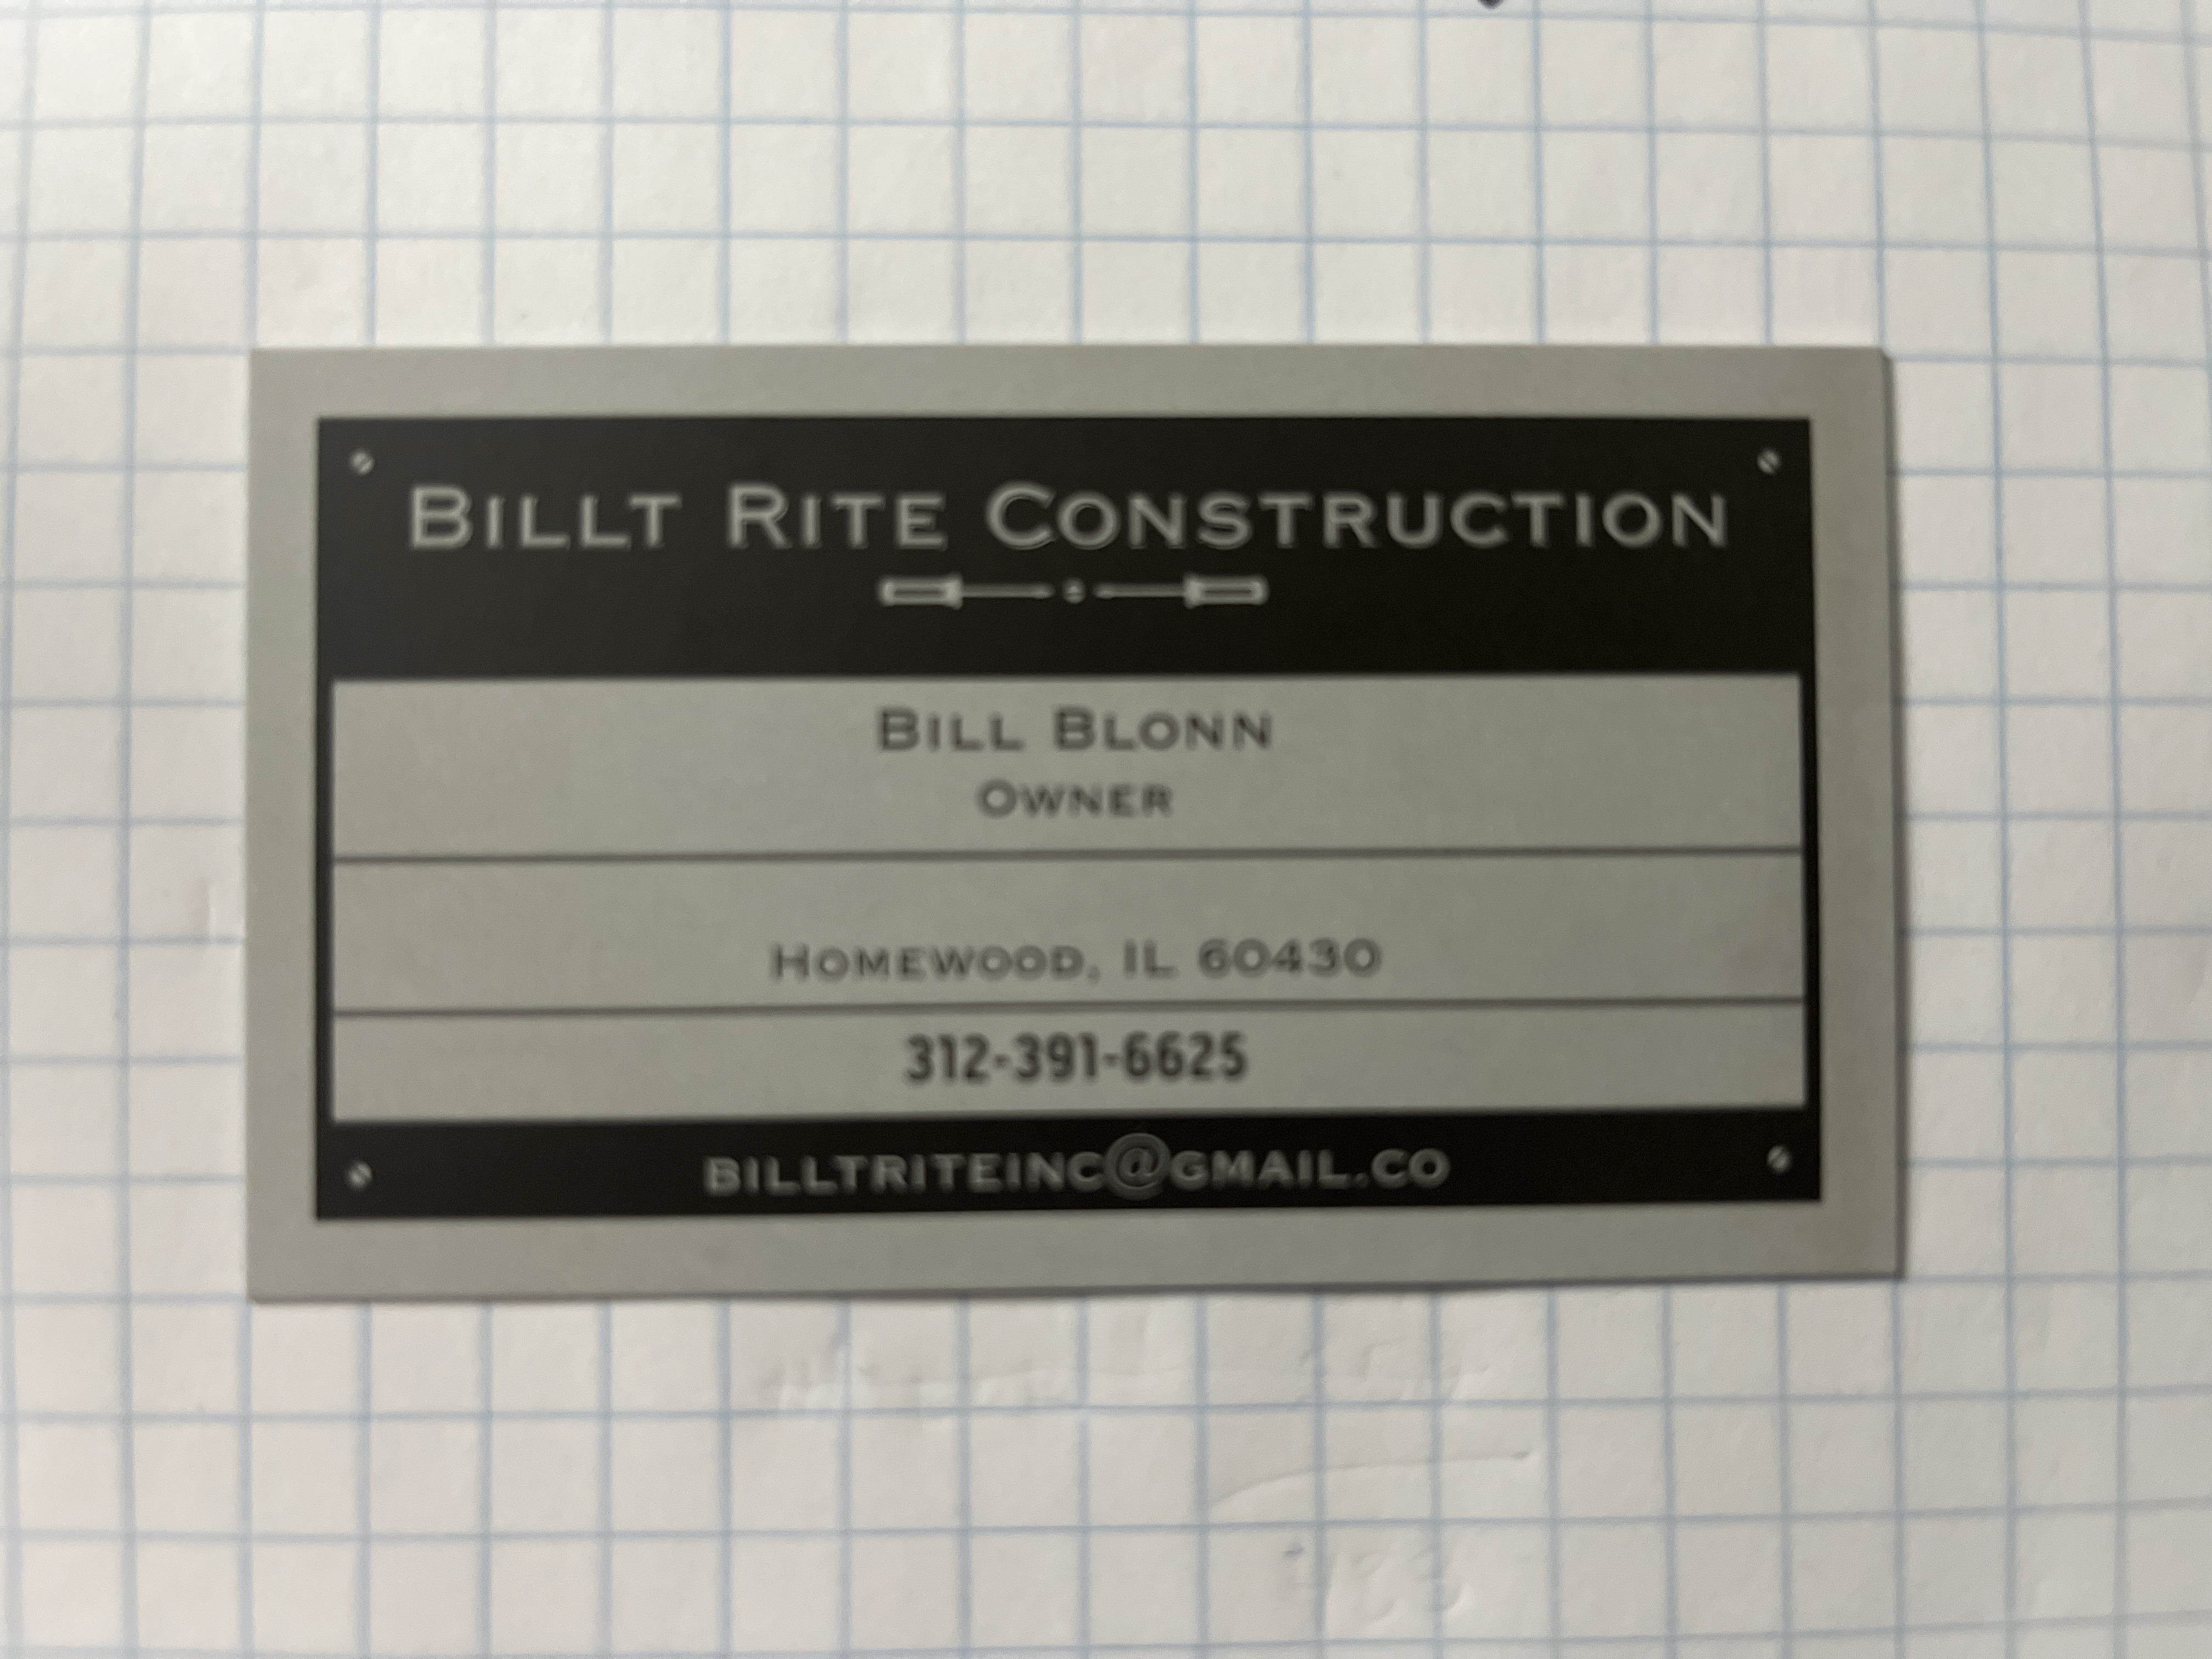 BILLT RITE CONSTRUCTION
BILL BLONN
OWNER
HOMEWOOD, IL 60430
312-391-6625
BILLTRITEINC@GMAIL.CO